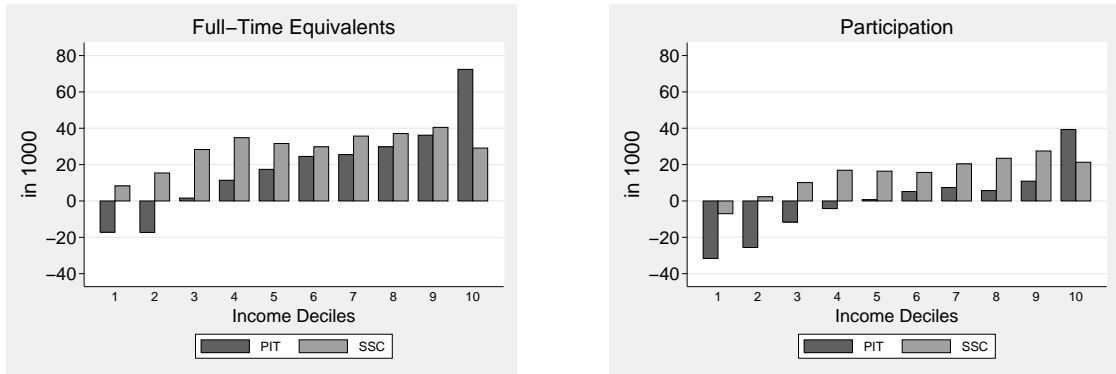 Full−Time Equivalents
in 1000
80
60
40
20
0
−20
−40
1 2 3 4 5 6 7 8 9 10
Income Deciles
PIT SSC
Participation
in 1000
80
60
40
20
0
−20
−40
1 2 3 4 5 6 7 8 9 10
Income Deciles
PIT SSC